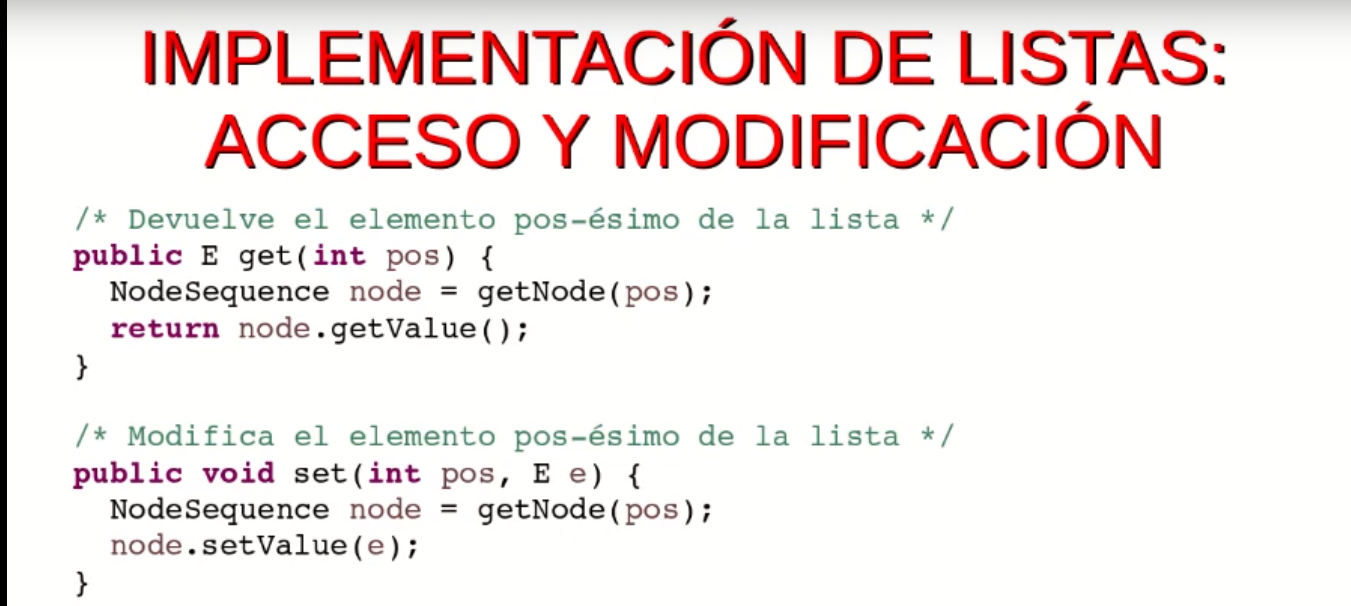 IMPLEMENTACIÓN DE LISTAS:
ACCESO Y MODIFICACIÓN
/* Devuelve el elemento pos-ésimo de la lista */
public E get(int pos) {
  NodeSequence node = getNode(pos);
  return node.getValue();
}
/* Modifica el elemento pos-ésimo de la lista */
public void set(int pos, E e) {
  NodeSequence node = getNode(pos);
  node.setValue(e);
}